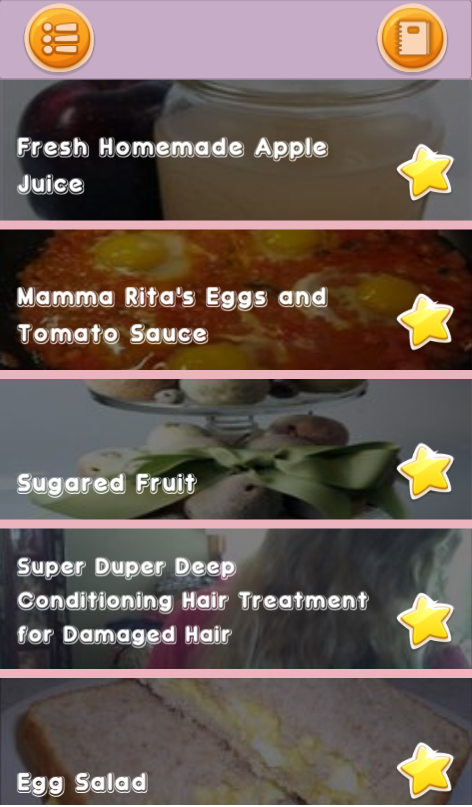 Fresh Homemade Apple
Juice
Mamma Rita's Eggs and
Tomato Sauce
Sugared Fruit
Super Duper Deep
Conditioning Hair Treatment
for Damaged Hair
Egg Salad